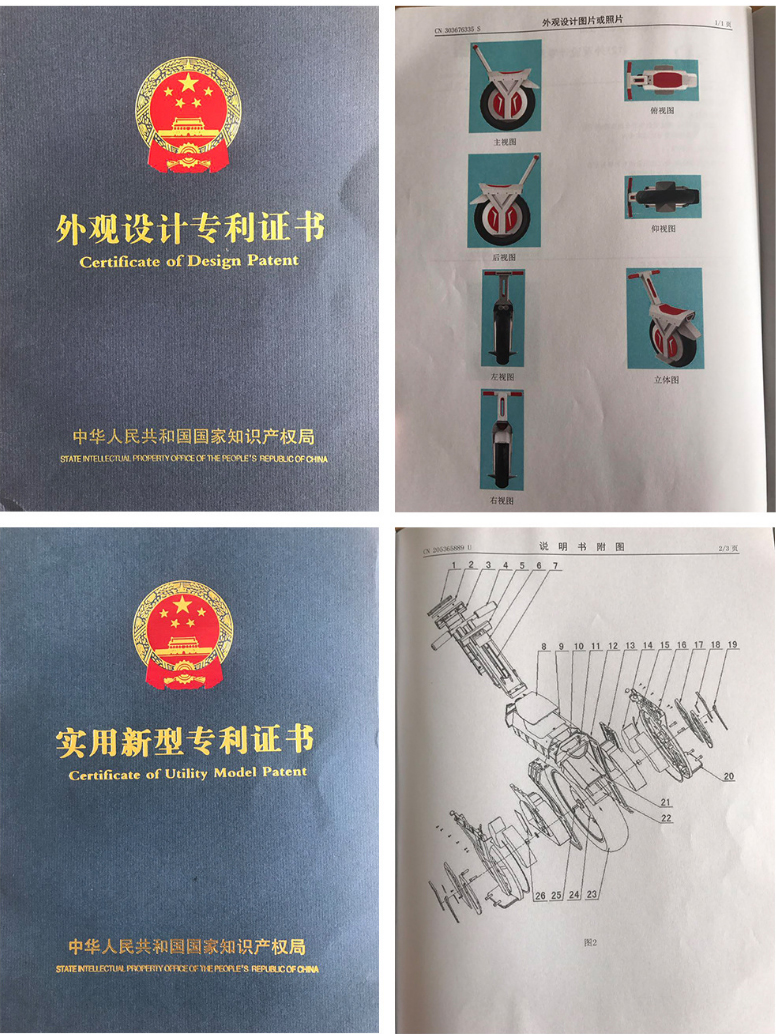 外观设计专利证书
Certificate of Design Patent
中华人民共和国国家知识产权局
STATE INTELLECTUAL PROPERTY OFFICE OF THE PEOPLE'S REPUBLIC OF CHINA
CN 303676335 S
外观设计图片或照片
1/1 页
主视图
俯视图
后视图
仰视图
左视图
立体图
右视图
实用新型专利证书
Certificate of Utility Model Patent
中华人民共和国国家知识产权局
STATE INTELLECTUAL PROPERTY OFFICE OF THE PEOPLE'S REPUBLIC OF CHINA
CN 205365889 U
说 明 书 附 图
2/3 页
1 2 3 4 5 6 7
8 9 10 11 12 13 14 15 16 17 18 19
20
21
22
26 25 24 23
图2